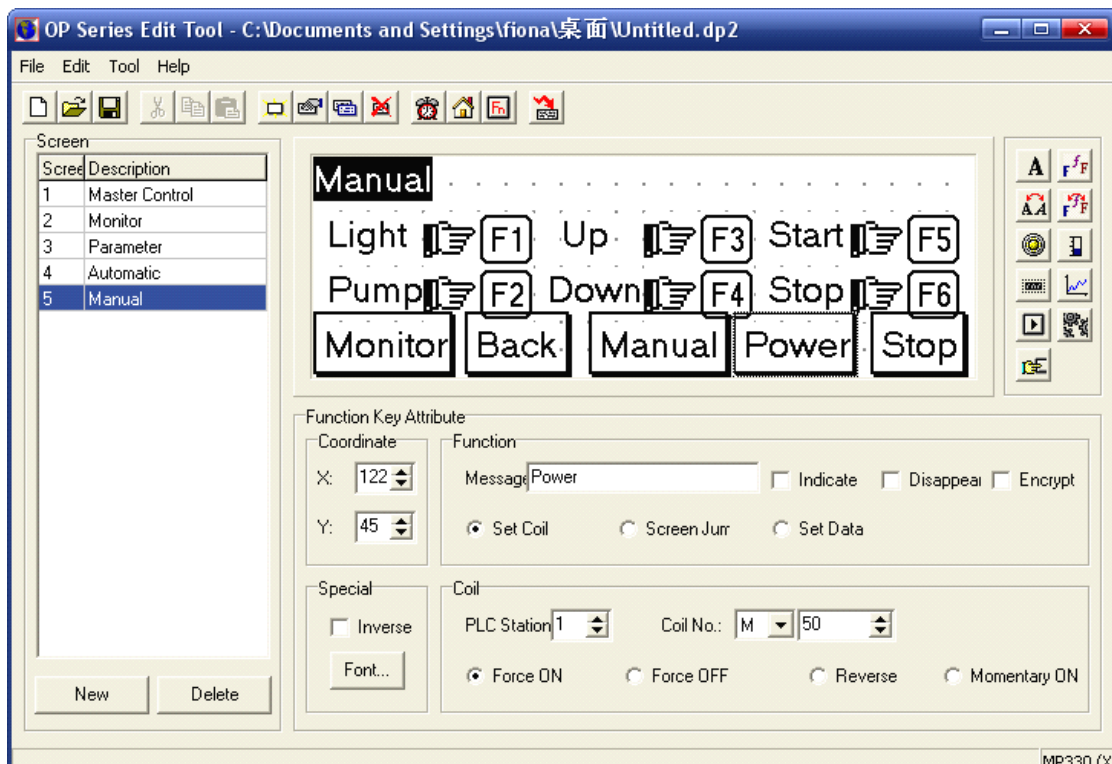 OP Series Edit Tool - C:\Documents and Settings\fiona\桌面\Untitled.dp2
File Edit Tool Help
Screen
Scree Description
1 Master Control
2 Monitor
3 Parameter
4 Automatic
5 Manual
New Delete
Manual
Light F1 Up F3 Start F5
Pump F2 Down F4 Stop F6
Monitor Back Manual Power Stop
Function Key Attribute
Coordinate
X: 122
Y: 45
Function
Message Power Indicate Disappear Encrypt
Set Coil Screen Jum Set Data
Special
Inverse
Font...
Coil
PLC Station 1 Coil No.: M 50
Force ON Force OFF Reverse Momentary ON
MP330 (X